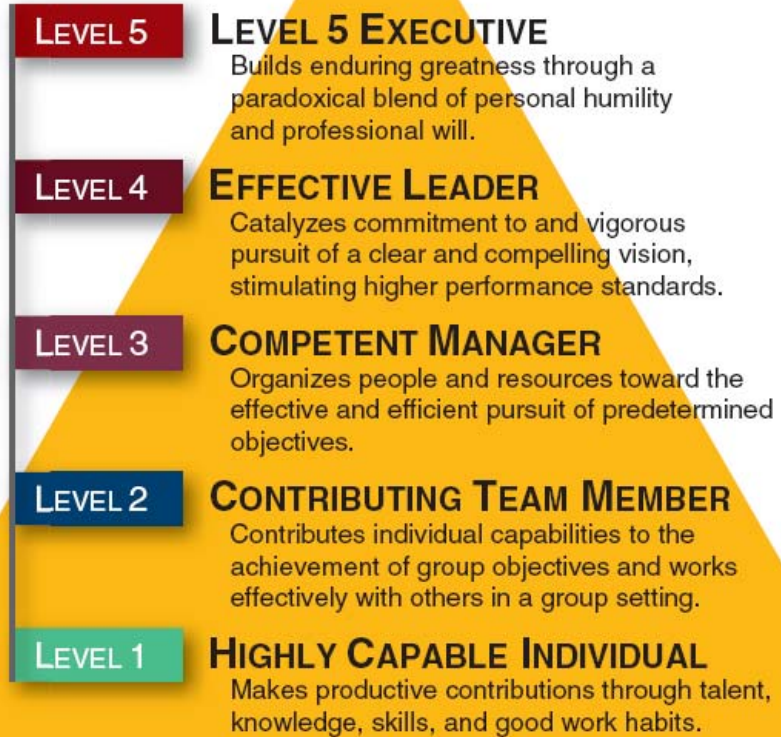 LEVEL 5
LEVEL 5 EXECUTIVE
Builds enduring greatness through a
paradoxical blend of personal humility
and professional will.
LEVEL 4
EFFECTIVE LEADER
Catalyzes commitment to and vigorous
pursuit of a clear and compelling vision,
stimulating higher performance standards.
LEVEL 3
COMPETENT MANAGER
Organizes people and resources toward the
effective and efficient pursuit of predetermined
objectives.
LEVEL 2
CONTRIBUTING TEAM MEMBER
Contributes individual capabilities to the
achievement of group objectives and works
effectively with others in a group setting.
LEVEL 1
HIGHLY CAPABLE INDIVIDUAL
Makes productive contributions through talent,
knowledge, skills, and good work habits.